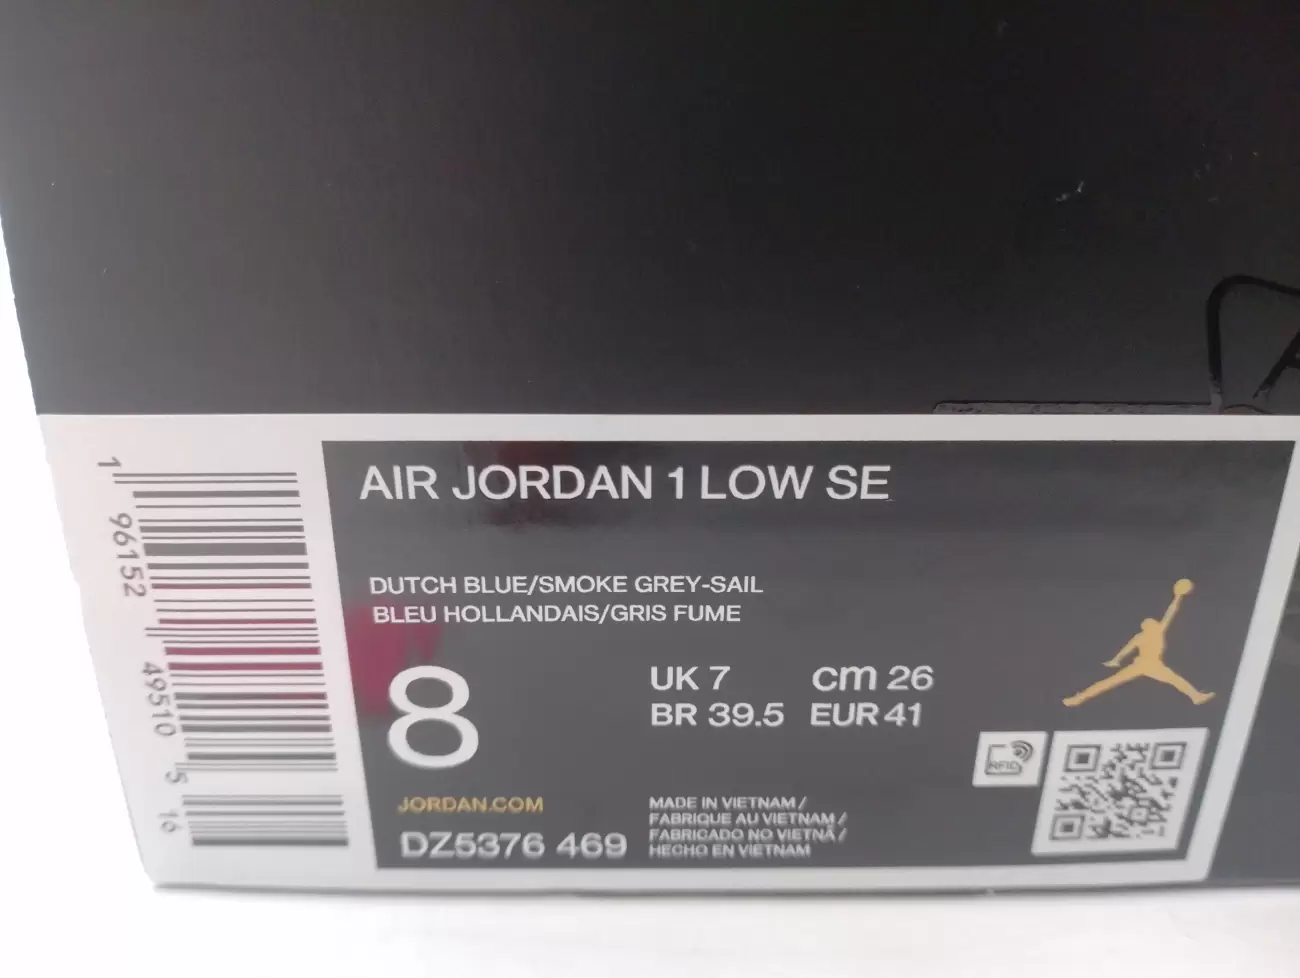 AIR JORDAN 1 LOW SE
DUTCH BLUE/SMOKE GREY-SAIL
BLEU HOLLANDAIS/GRIS FUME
8
UK 7 cm 26
BR 39.5 EUR 41
RFID
JORDAN.COM
DZ5376 469
MADE IN VIETNAM /
FABRIQUE AU VIETNAM /
FABRICADO NO VIETNÃ /
HECHO EN VIETNAM
1 96152 49510 5 16